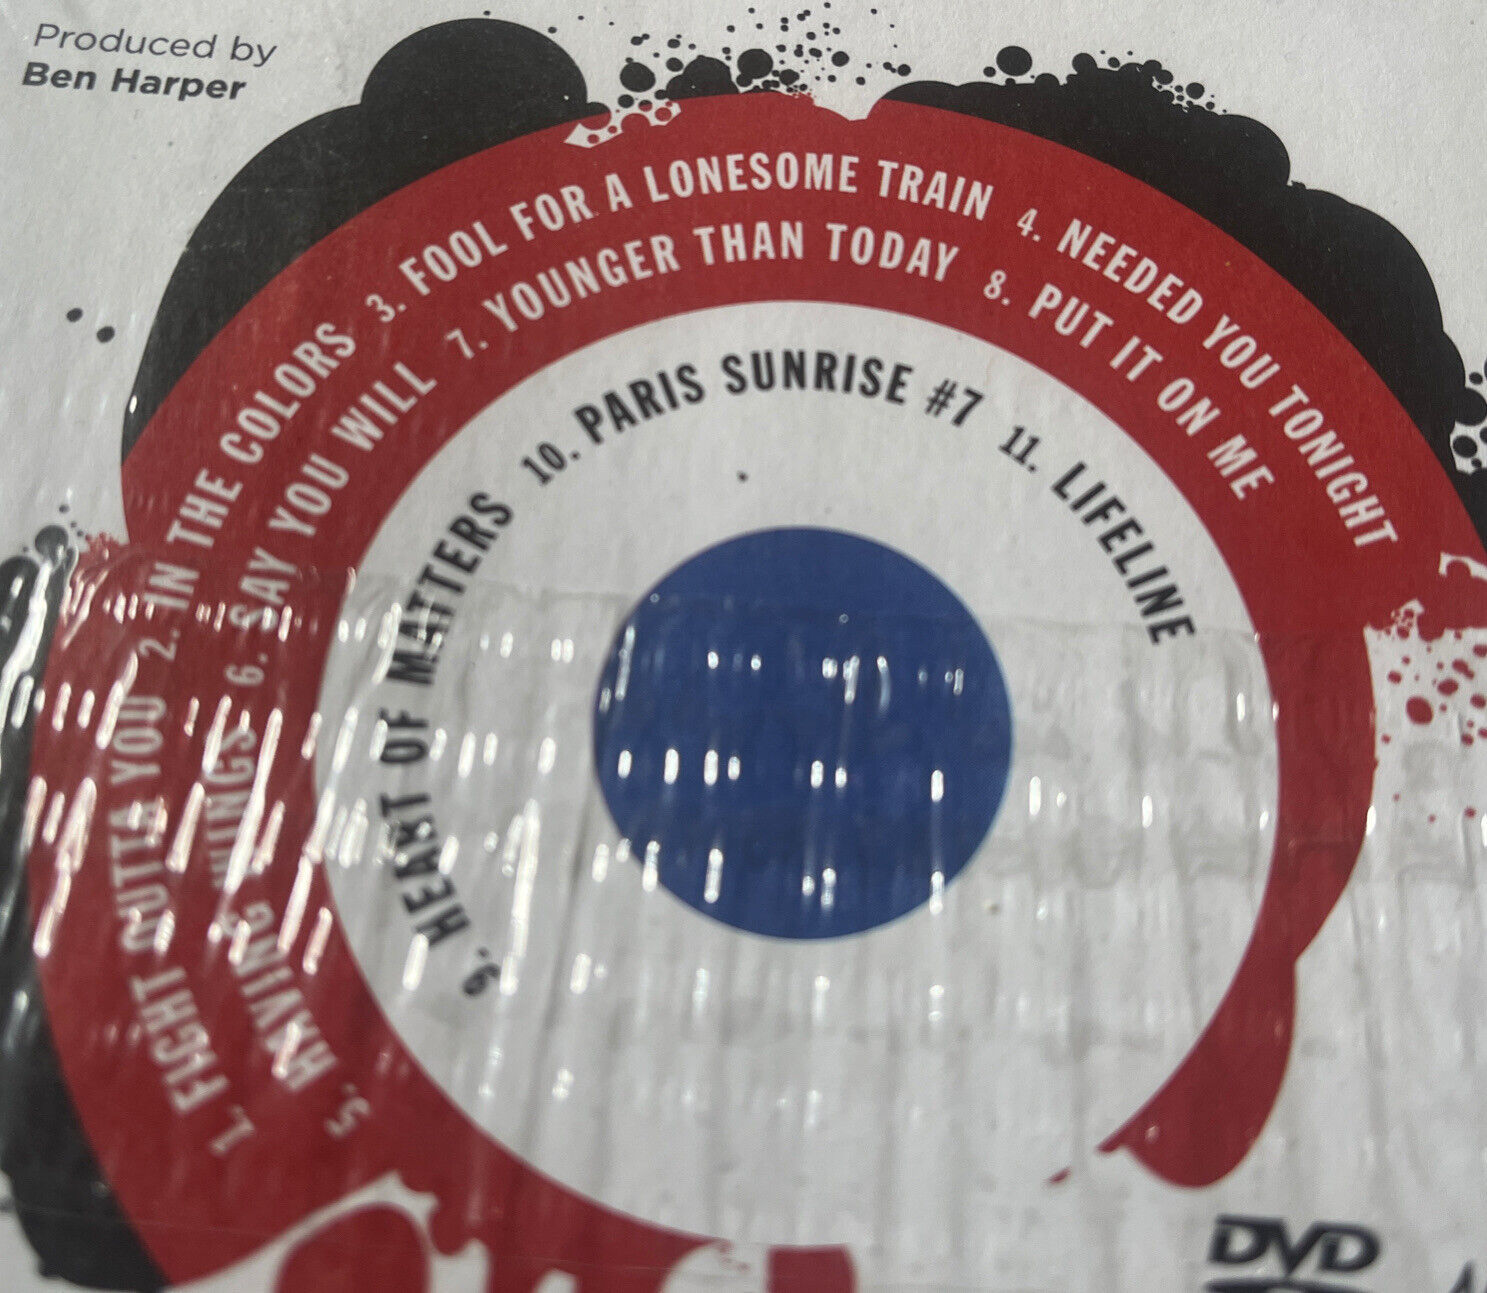 Produced by
Ben Harper
1. FIGHT OUTTA YOU 2. IN THE COLORS 3. FOOL FOR A LONESOME TRAIN 4. NEEDED YOU TONIGHT
5. HAVING WINGS 6. SAY YOU WILL 7. YOUNGER THAN TODAY 8. PUT IT ON ME
9. HEART OF MATTERS 10. PARIS SUNRISE #7 11. LIFELINE
DVD